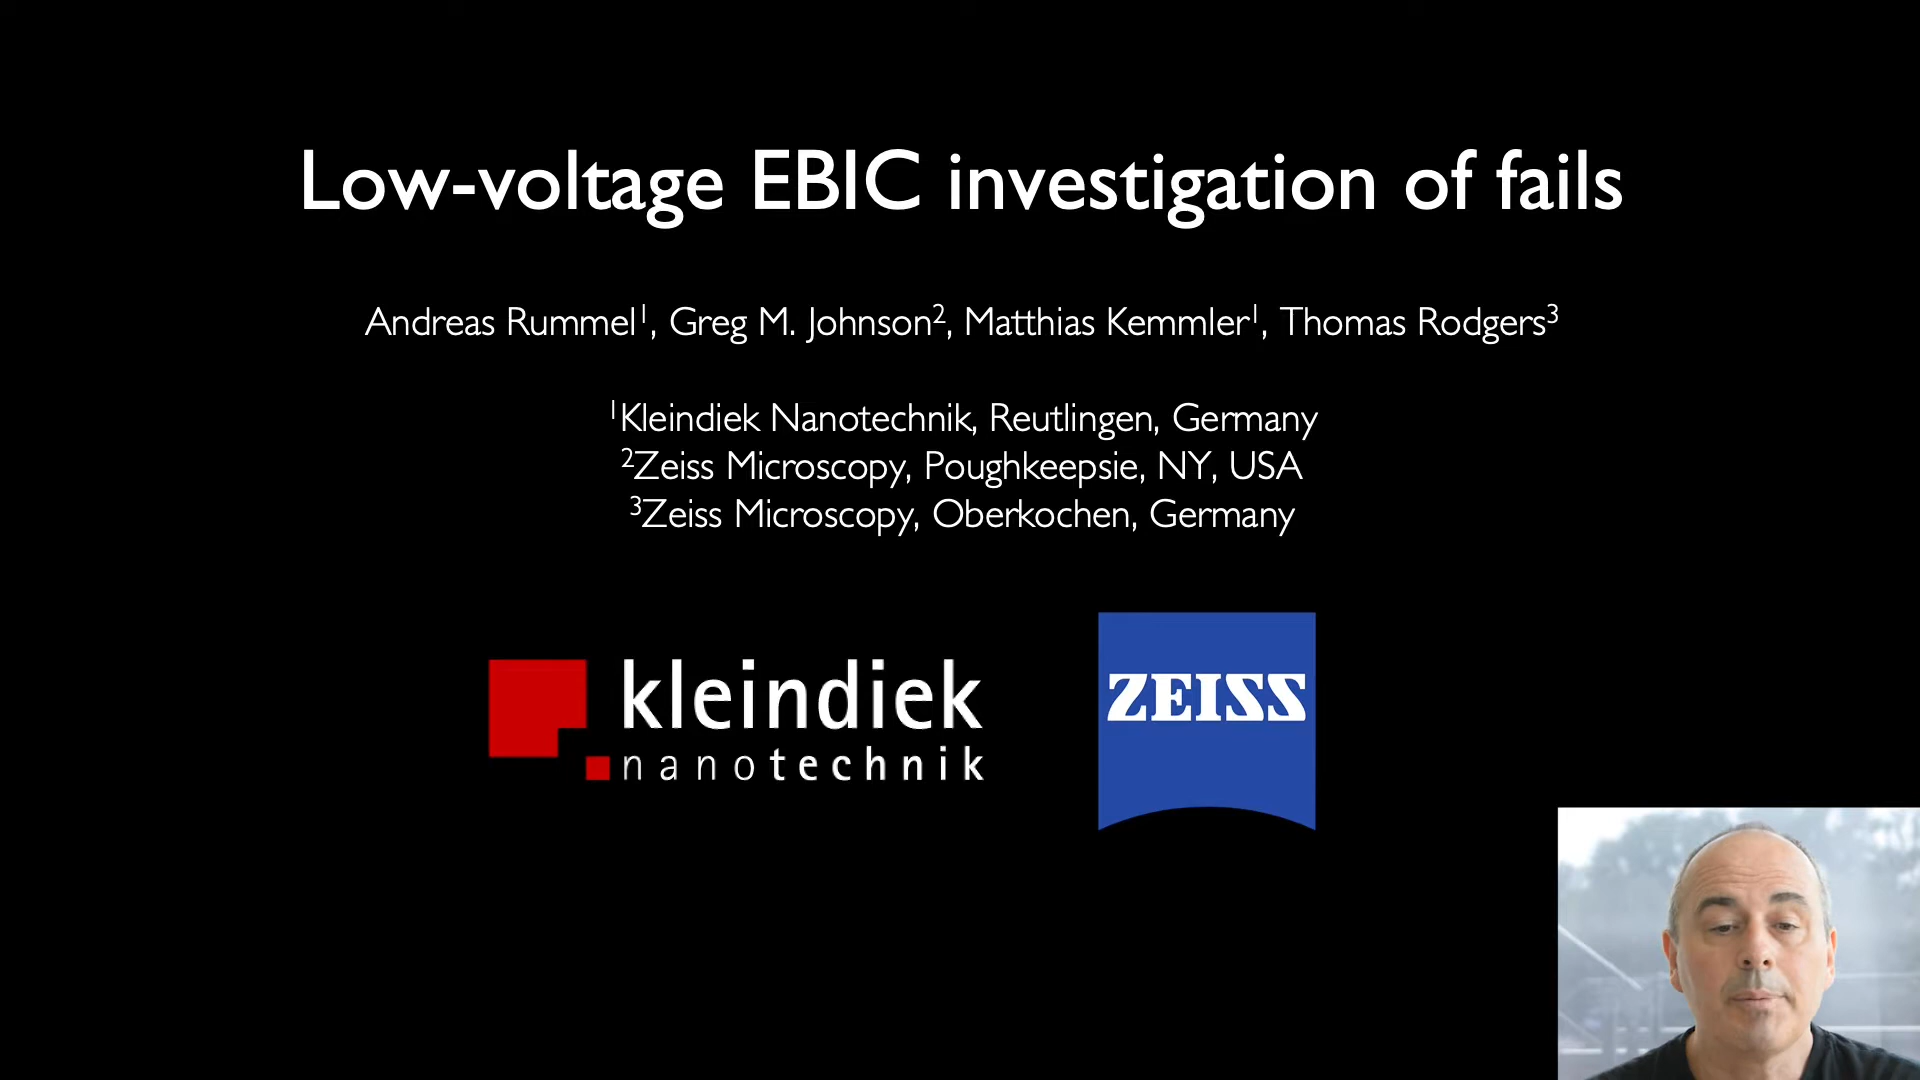 Low-voltage EBIC investigation of fails
Andreas Rummel¹, Greg M. Johnson², Matthias Kemmler¹, Thomas Rodgers³
¹Kleindiek Nanotechnik, Reutlingen, Germany
²Zeiss Microscopy, Poughkeepsie, NY, USA
³Zeiss Microscopy, Oberkochen, Germany
kleindiek
nanotechnik
ZEISS